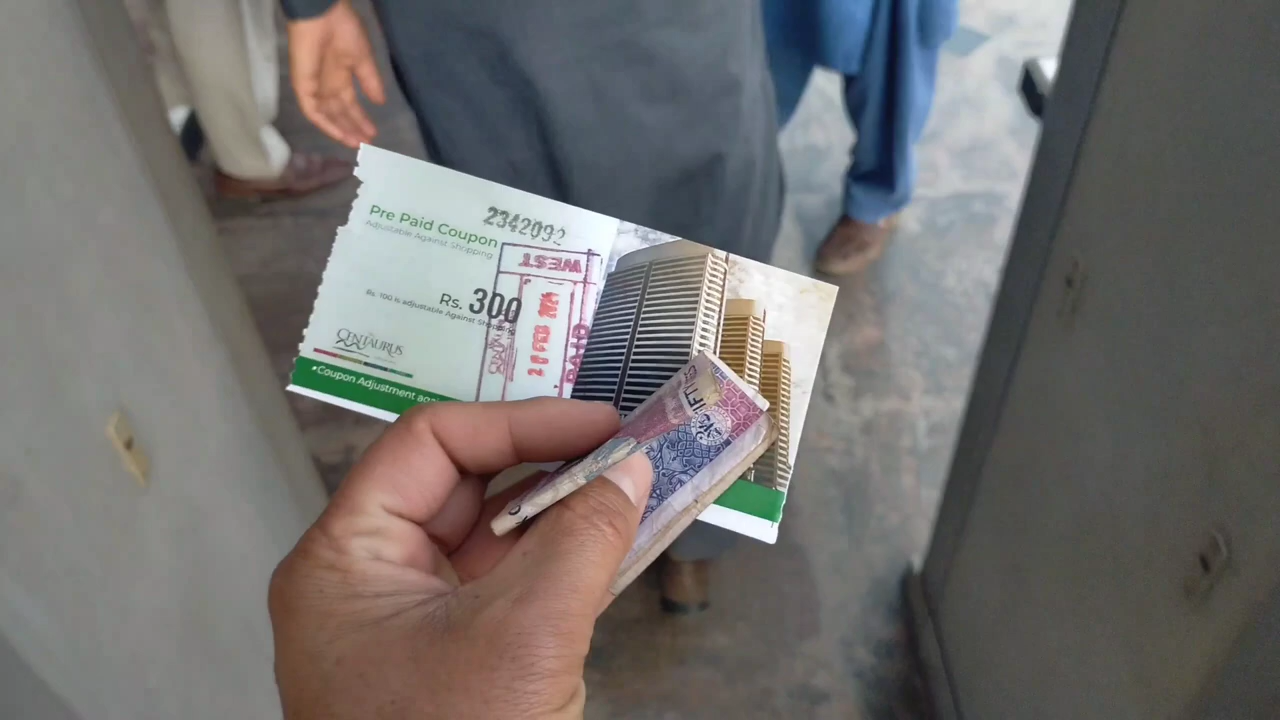 Pre Paid Coupon
2342092
Adjustable Against Shopping
WEST
Rs. 300
Rs. 100 is adjustable Against Shopping
PAID
The
CENTAURUS
*Coupon Adjustment